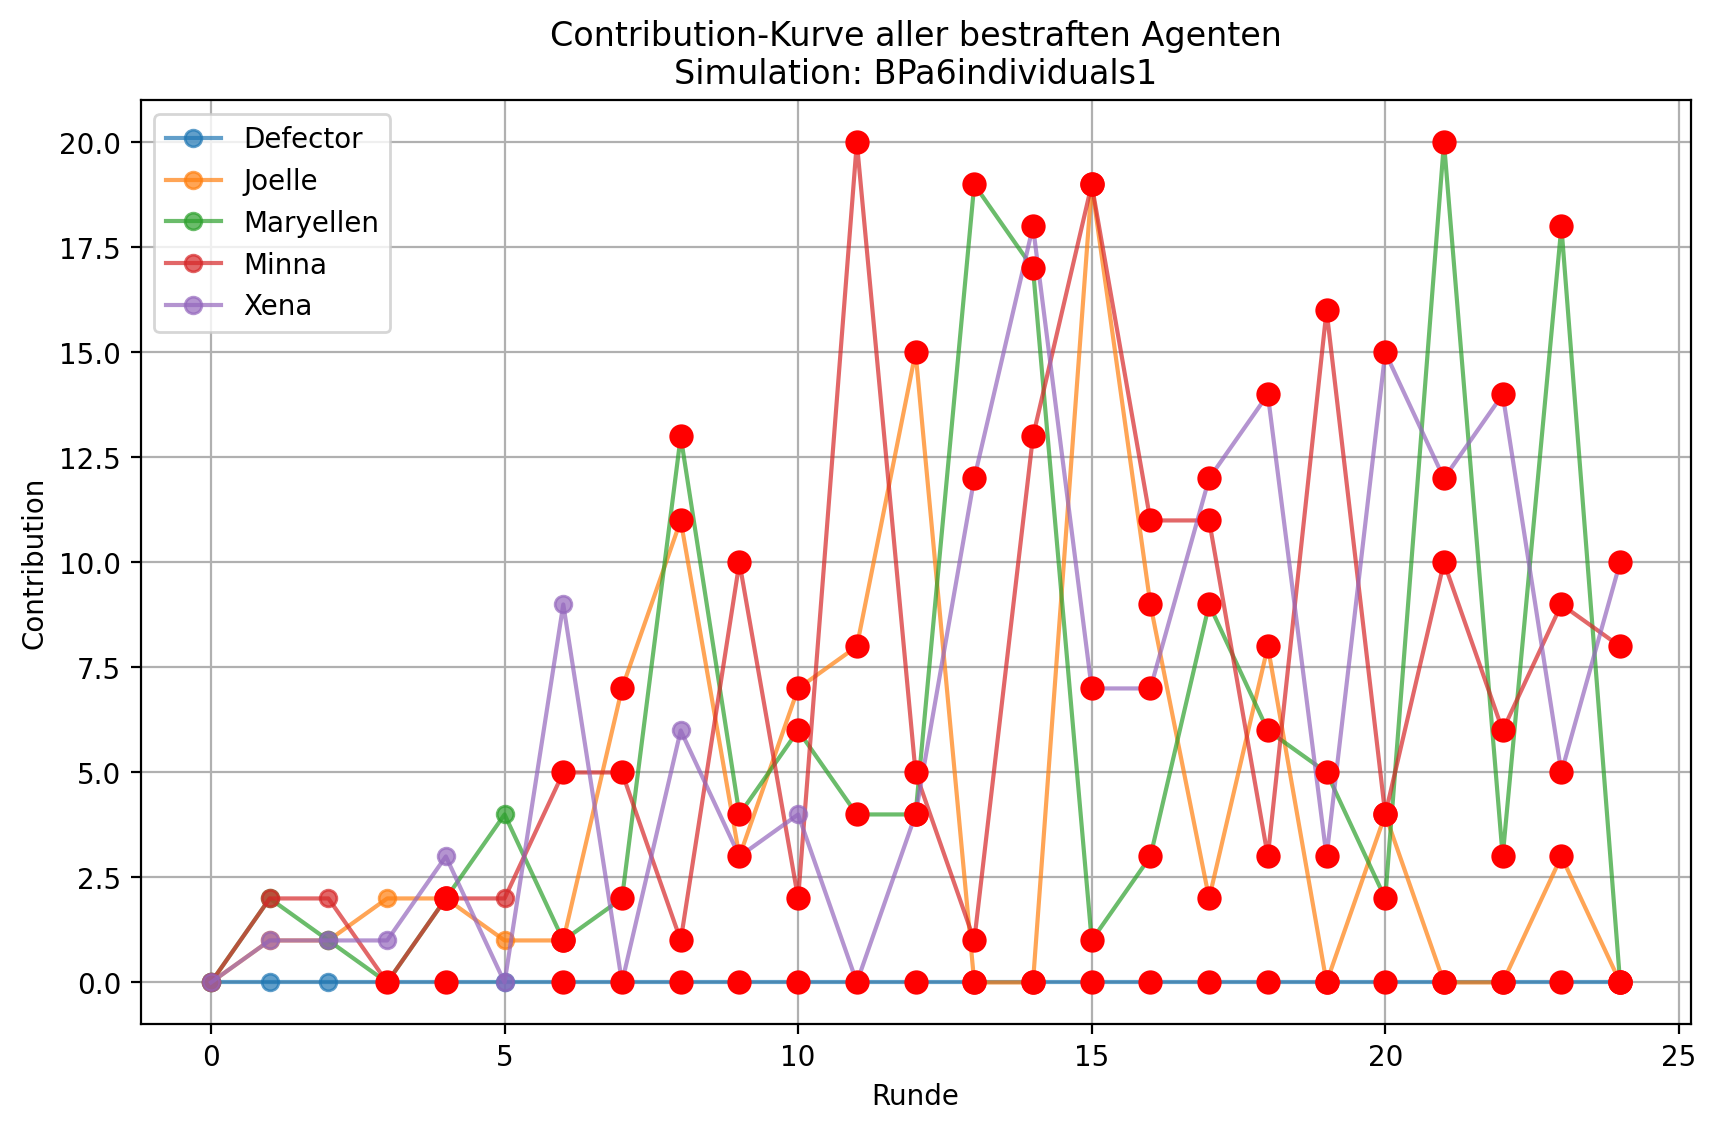 Contribution-Kurve aller bestraften Agenten
Simulation: BPa6individuals1
Defector
Joelle
Maryellen
Minna
Xena
20.0
17.5
15.0
12.5
10.0
7.5
5.0
2.5
0.0
Contribution
0 5 10 15 20 25
Runde